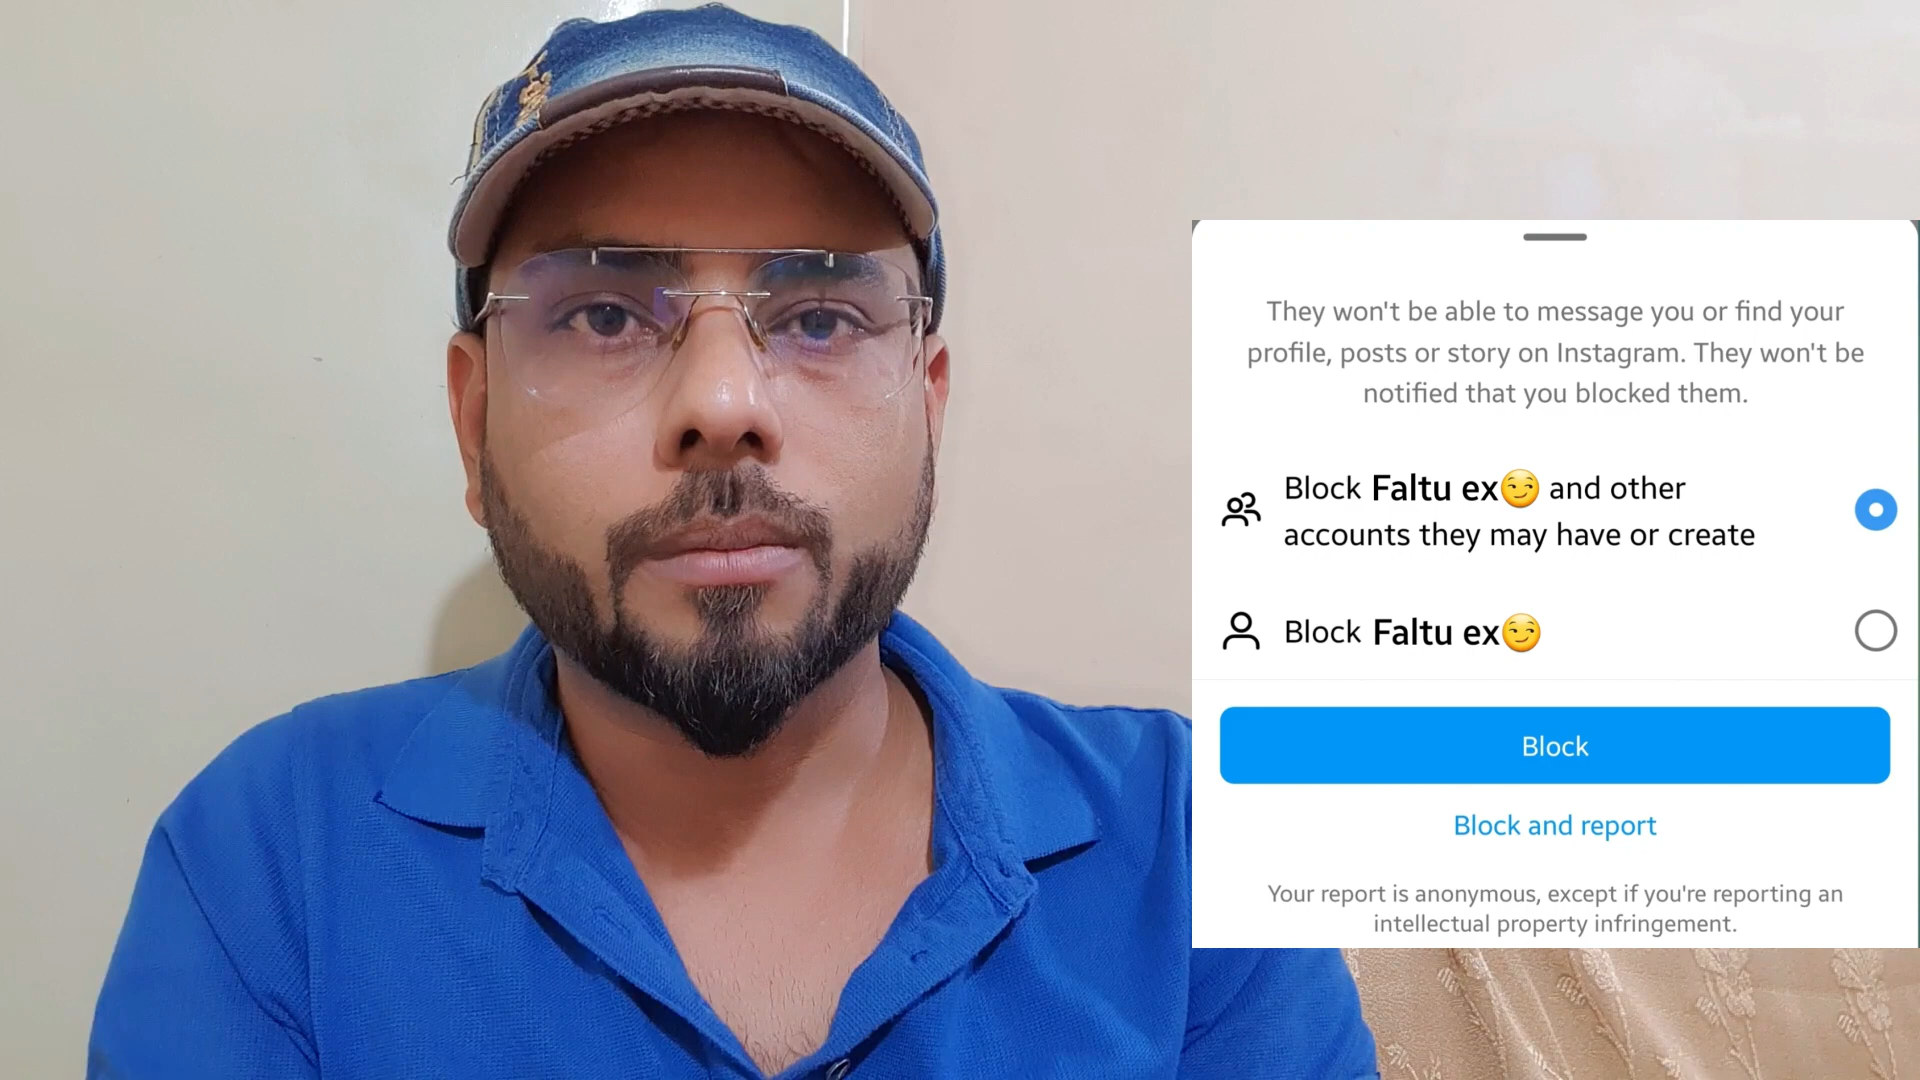 They won't be able to message you or find your
profile, posts or story on Instagram. They won't be
notified that you blocked them.
Block Faltu ex😏 and other
accounts they may have or create
Block Faltu ex😏
Block
Block and report
Your report is anonymous, except if you're reporting an
intellectual property infringement.